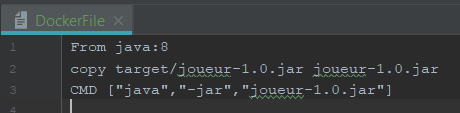 DockerFile
1 From java:8
2 copy target/joueur-1.0.jar joueur-1.0.jar
3 CMD ["java","-jar","joueur-1.0.jar"]
4